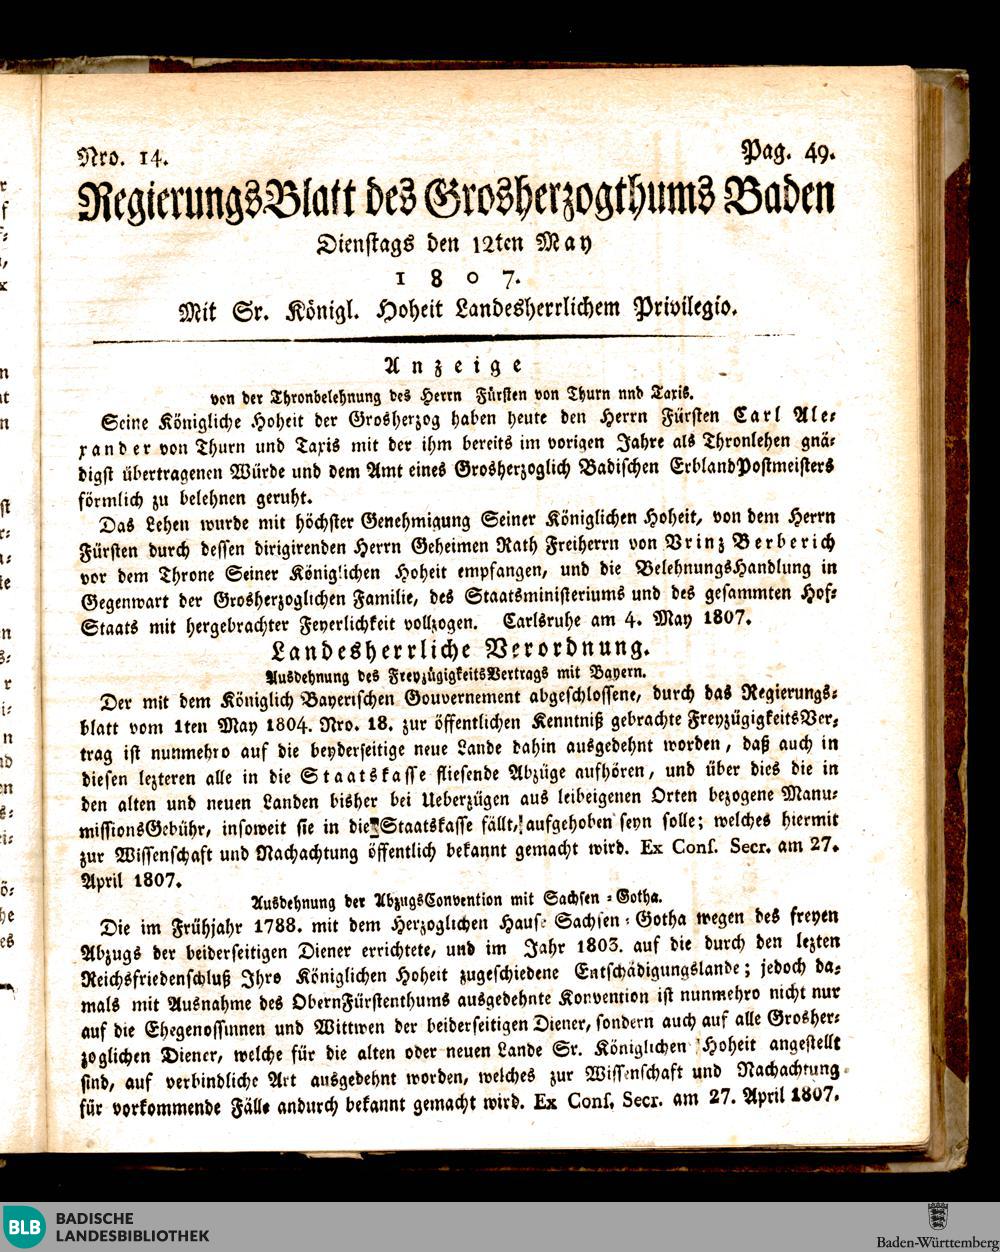 Nro. 14.
Pag. 49.
RegierungsBlatt des Grosherzogthums Baden
Dienstags den 12ten May
1807.
Mit Sr. Königl. Hoheit Landesherrlichem Privilegio.
Anzeige
von der Thronbelehnung des Herrn Fürsten von Thurn nnd Taxis.
Seine Königliche Hoheit der Grosherzog haben heute den Herrn Fürsten Carl Ale-
xander von Thurn und Taxis mit der ihm bereits im vorigen Jahre als Thronlehen gnä-
digst übertragenen Würde und dem Amt eines Grosherzoglich Badischen ErblandPostmeisters
förmlich zu belehnen geruht.
Das Lehen wurde mit höchster Genehmigung Seiner Königlichen Hoheit, von dem Herrn
Fürsten durch dessen dirigirenden Herrn Geheimen Rath Freiherrn von Vrinz Berberich
vor dem Throne Seiner Königlichen Hoheit empfangen, und die BelehnungsHandlung in
Gegenwart der Grosherzoglichen Familie, des Staatsministeriums und des gesammten Hof-
Staats mit hergebrachter Feyerlichkeit vollzogen. Carlsruhe am 4. May 1807.
Landesherrliche Verordnung.
Ausdehnung des FreyzügigkeitsVertrags mit Bayern.
Der mit dem Königlich Bayerischen Gouvernement abgeschlossene, durch das Regierungs-
blatt vom 1ten May 1804. Nro. 18. zur öffentlichen Kenntniß gebrachte FreyzügigkeitsVer-
trag ist nunmehro auf die beyderseitige neue Lande dahin ausgedehnt worden, daß auch in
diesen lezteren alle in die Staatskasse fliesende Abzüge aufhören, und über dies die in
den alten und neuen Landen bisher bei Ueberzügen aus leibeigenen Orten bezogene Manu-
missionsGebühr, insoweit sie in die Staatskasse fällt, aufgehoben seyn solle; welches hiermit
zur Wissenschaft und Nachachtung öffentlich bekannt gemacht wird. Ex Conf. Secr. am 27.
April 1807.
Ausdehnung der AbzugsConvention mit Sachsen-Gotha.
Die im Frühjahr 1788. mit dem Herzoglichen Hause Sachsen-Gotha wegen des freyen
Abzugs der beiderseitigen Diener errichtete, und im Jahr 1803. auf die durch den lezten
Reichsfriedenschluß Ihro Königlichen Hoheit zugeschiedene Entschädigungslande; jedoch da-
mals mit Ausnahme des ObernFürstenthums ausgedehnte Konvention ist nunmehro nicht nur
auf die Ehegenossinnen und Wittwen der beiderseitigen Diener, sondern auch auf alle Grosher-
zoglichen Diener, welche für die alten oder neuen Lande Sr. Königlichen Hoheit angestellt
sind, auf verbindliche Art ausgedehnt worden, welches zur Wissenschaft und Nachachtung
für vorkommende Fälle andurch bekannt gemacht wird. Ex Conf. Secr. am 27. April 1807.
BLB BADISCHE
LANDESBIBLIOTHEK
Baden-Württemberg